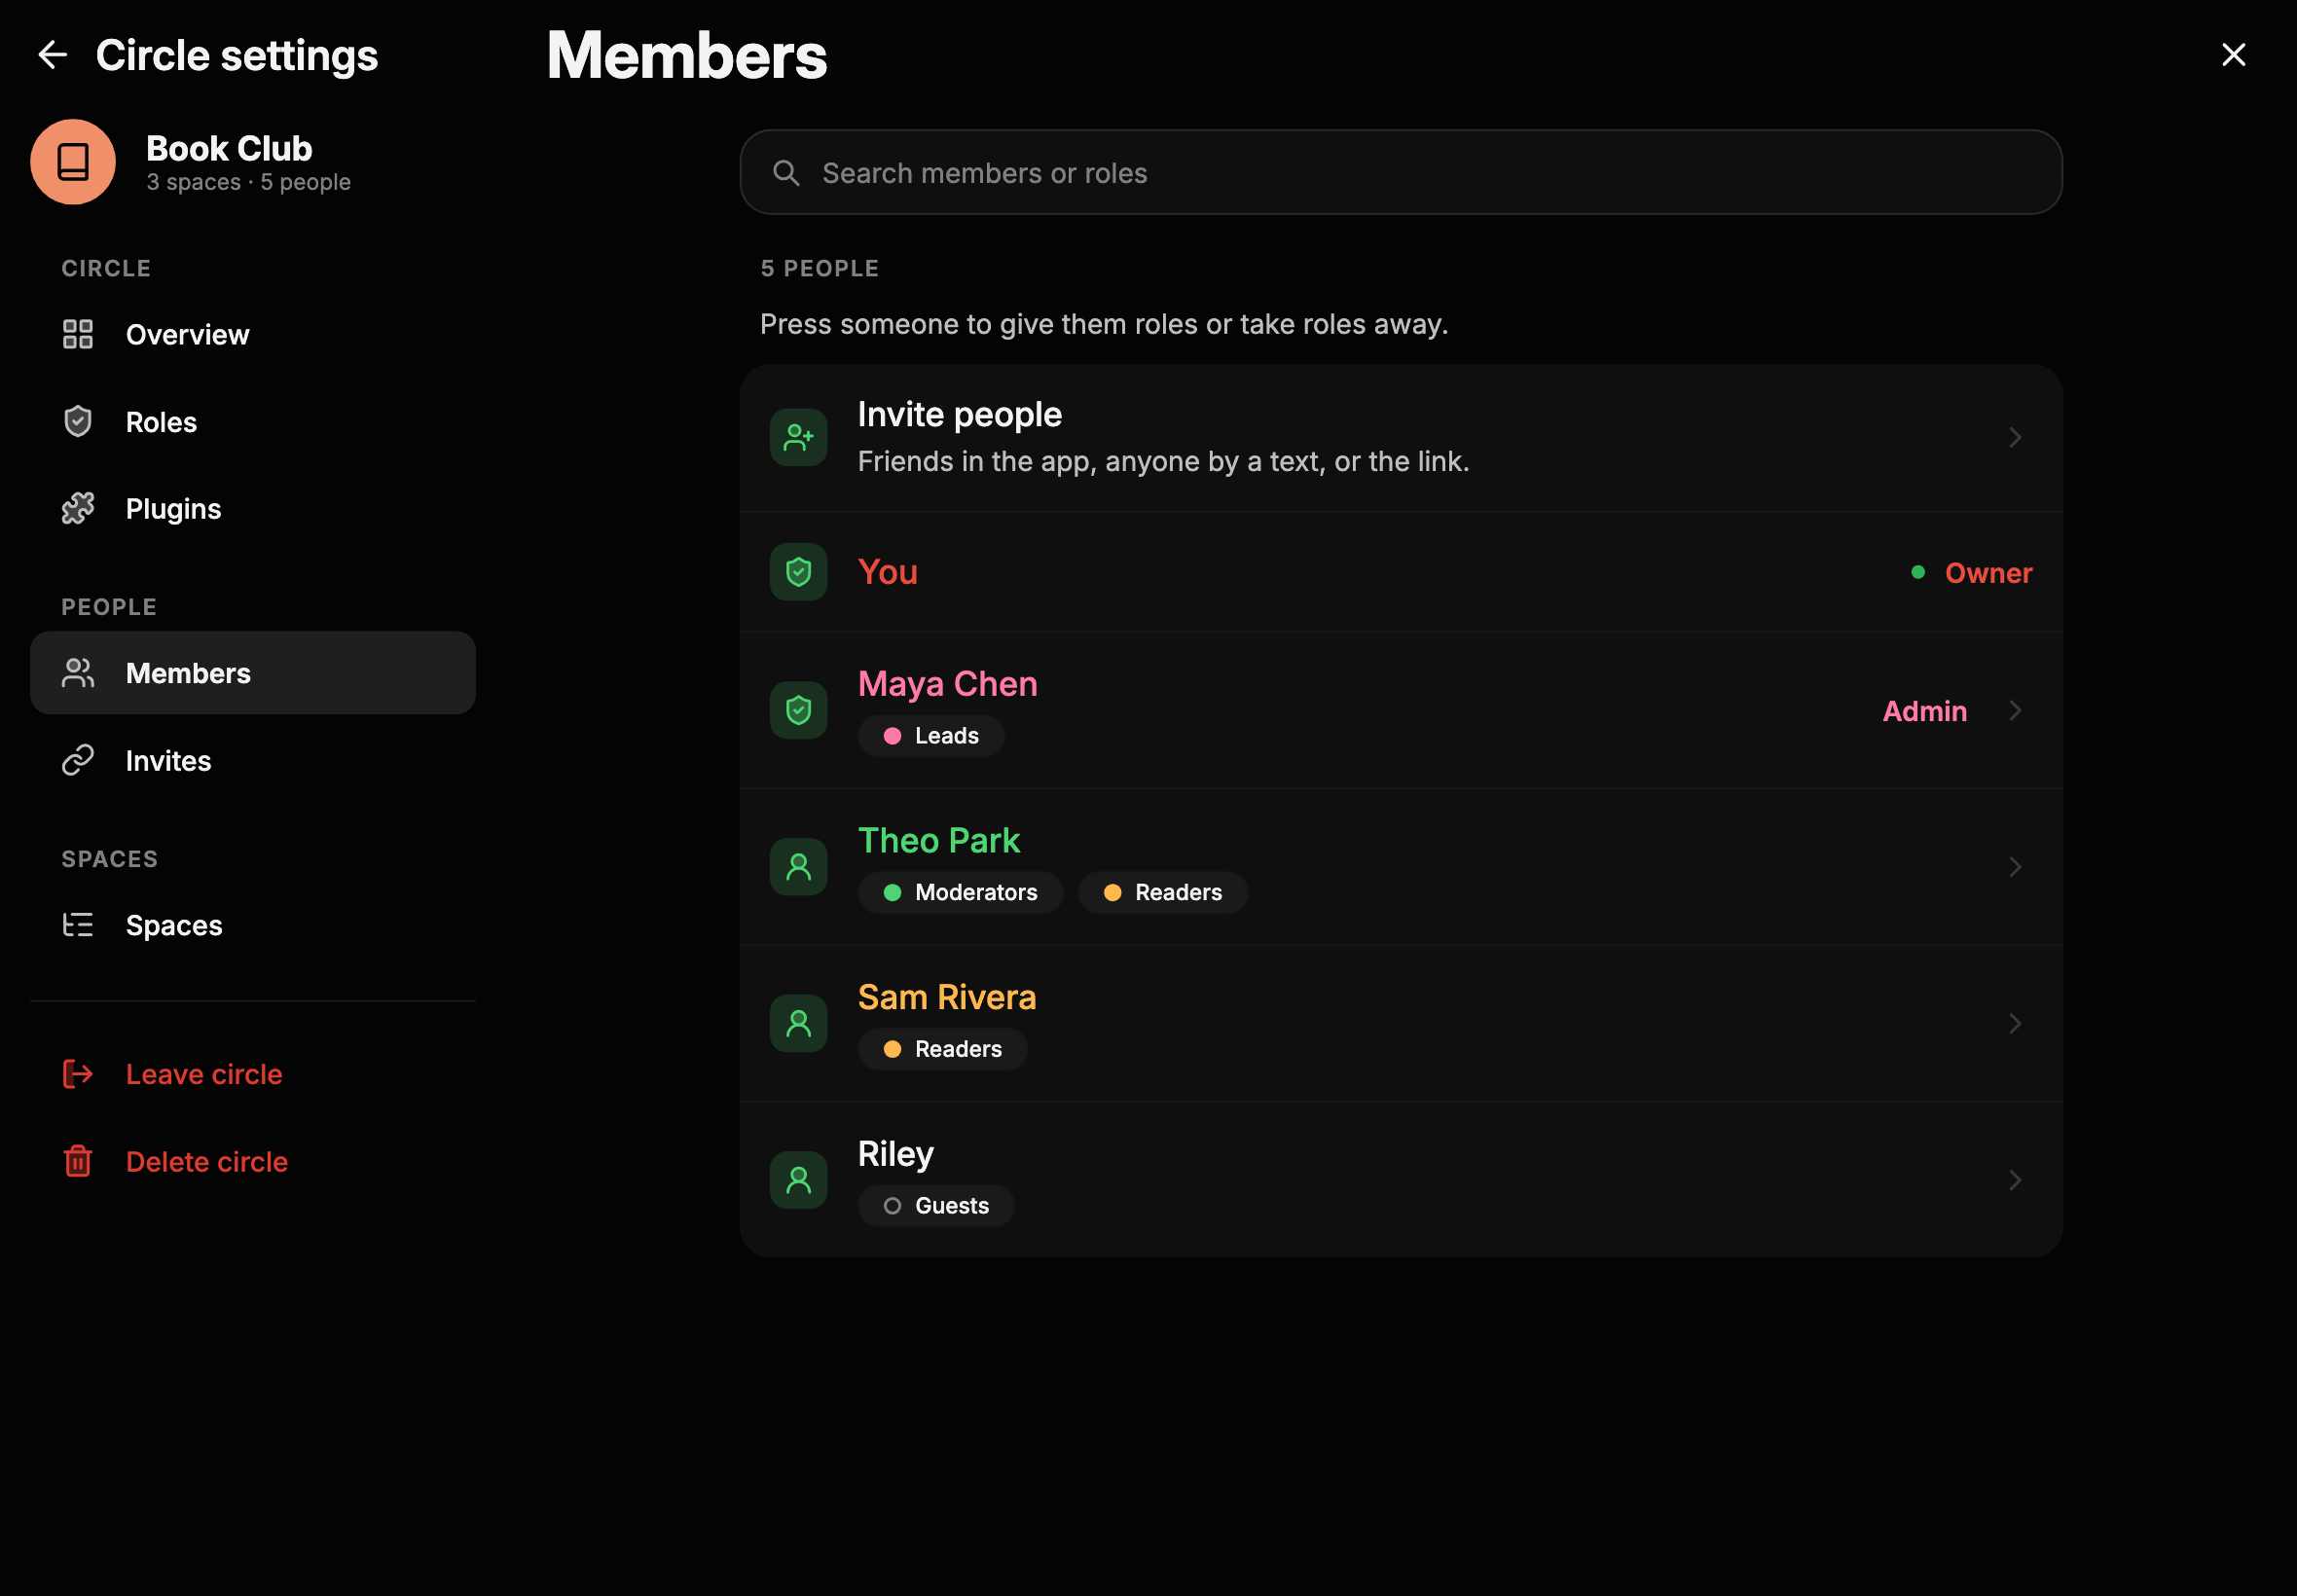 Circle settings
Book Club
3 spaces · 5 people
CIRCLE
Overview
Roles
Plugins
PEOPLE
Members
Invites
SPACES
Spaces
Leave circle
Delete circle
Members
Search members or roles
5 PEOPLE
Press someone to give them roles or take roles away.
Invite people
Friends in the app, anyone by a text, or the link.
You
Owner
Maya Chen
Leads
Admin
Theo Park
Moderators Readers
Sam Rivera
Readers
Riley
Guests